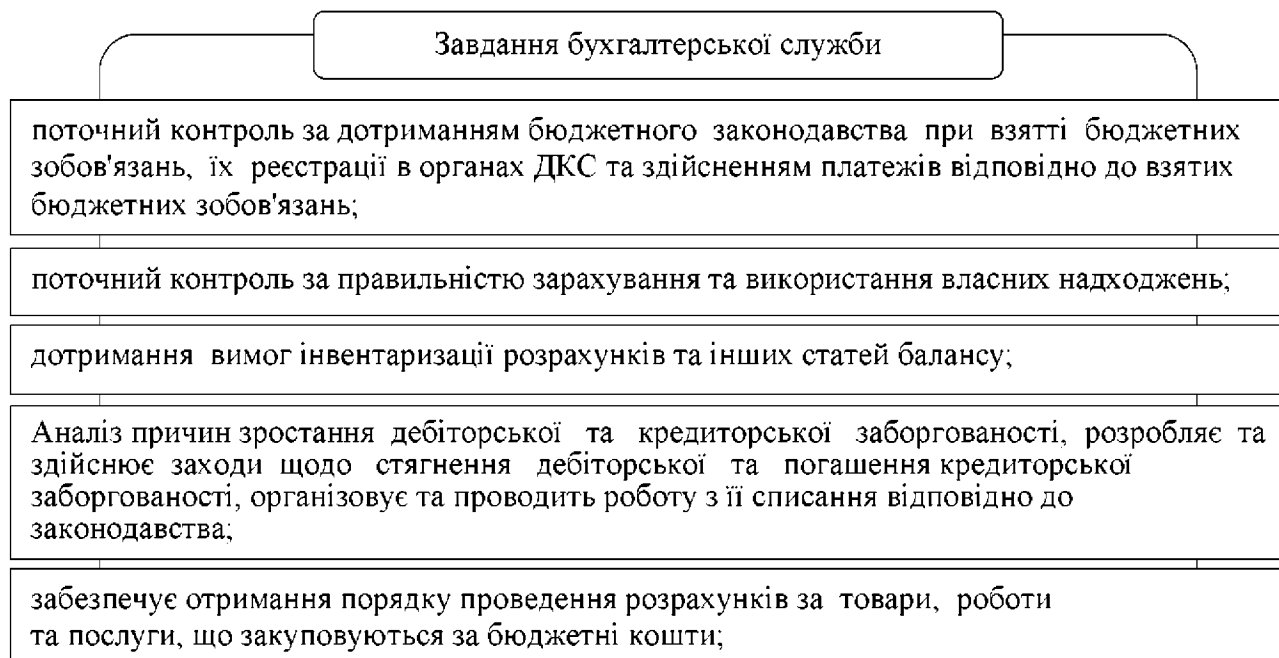 Завдання бухгалтерської служби
поточний контроль за дотриманням бюджетного законодавства при взятті бюджетних
зобов'язань, їх реєстрації в органах ДКС та здійсненням платежів відповідно до взятих
бюджетних зобов'язань;
поточний контроль за правильністю зарахування та використання власних надходжень;
дотримання вимог інвентаризації розрахунків та інших статей балансу;
Аналіз причин зростання дебіторської та кредиторської заборгованості, розробляє та
здійснює заходи щодо стягнення дебіторської та погашення кредиторської
заборгованості, організовує та проводить роботу з її списання відповідно до
законодавства;
забезпечує отримання порядку проведення розрахунків за товари, роботи
та послуги, що закуповуються за бюджетні кошти;